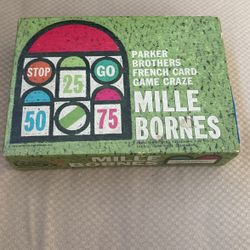 PARKER
BROTHERS
FRENCH CARD
GAME CRAZE
MILLE
BORNES
STOP
GO
25
50
75
MILLE
BORNES